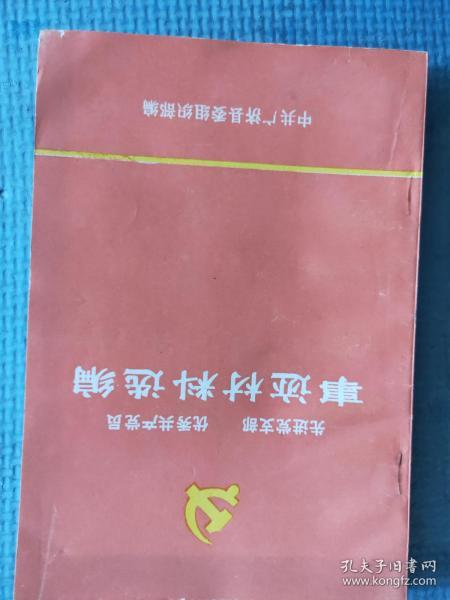 先进党支部 优秀共产党员
事迹材料选编
中共广济县委组织部编
孔夫子旧书网
www.kongfz.com